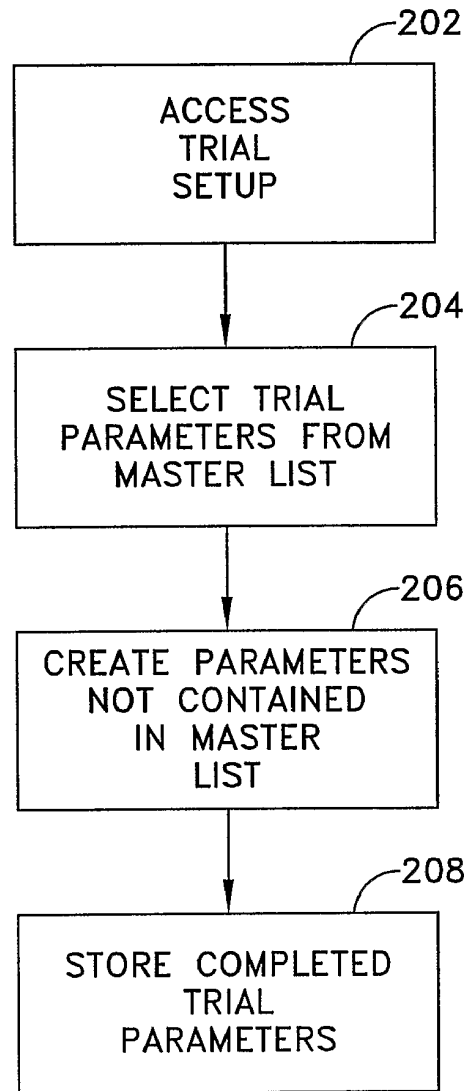 202
ACCESS
TRIAL
SETUP
204
SELECT TRIAL
PARAMETERS FROM
MASTER LIST
206
CREATE PARAMETERS
NOT CONTAINED
IN MASTER
LIST
208
STORE COMPLETED
TRIAL
PARAMETERS